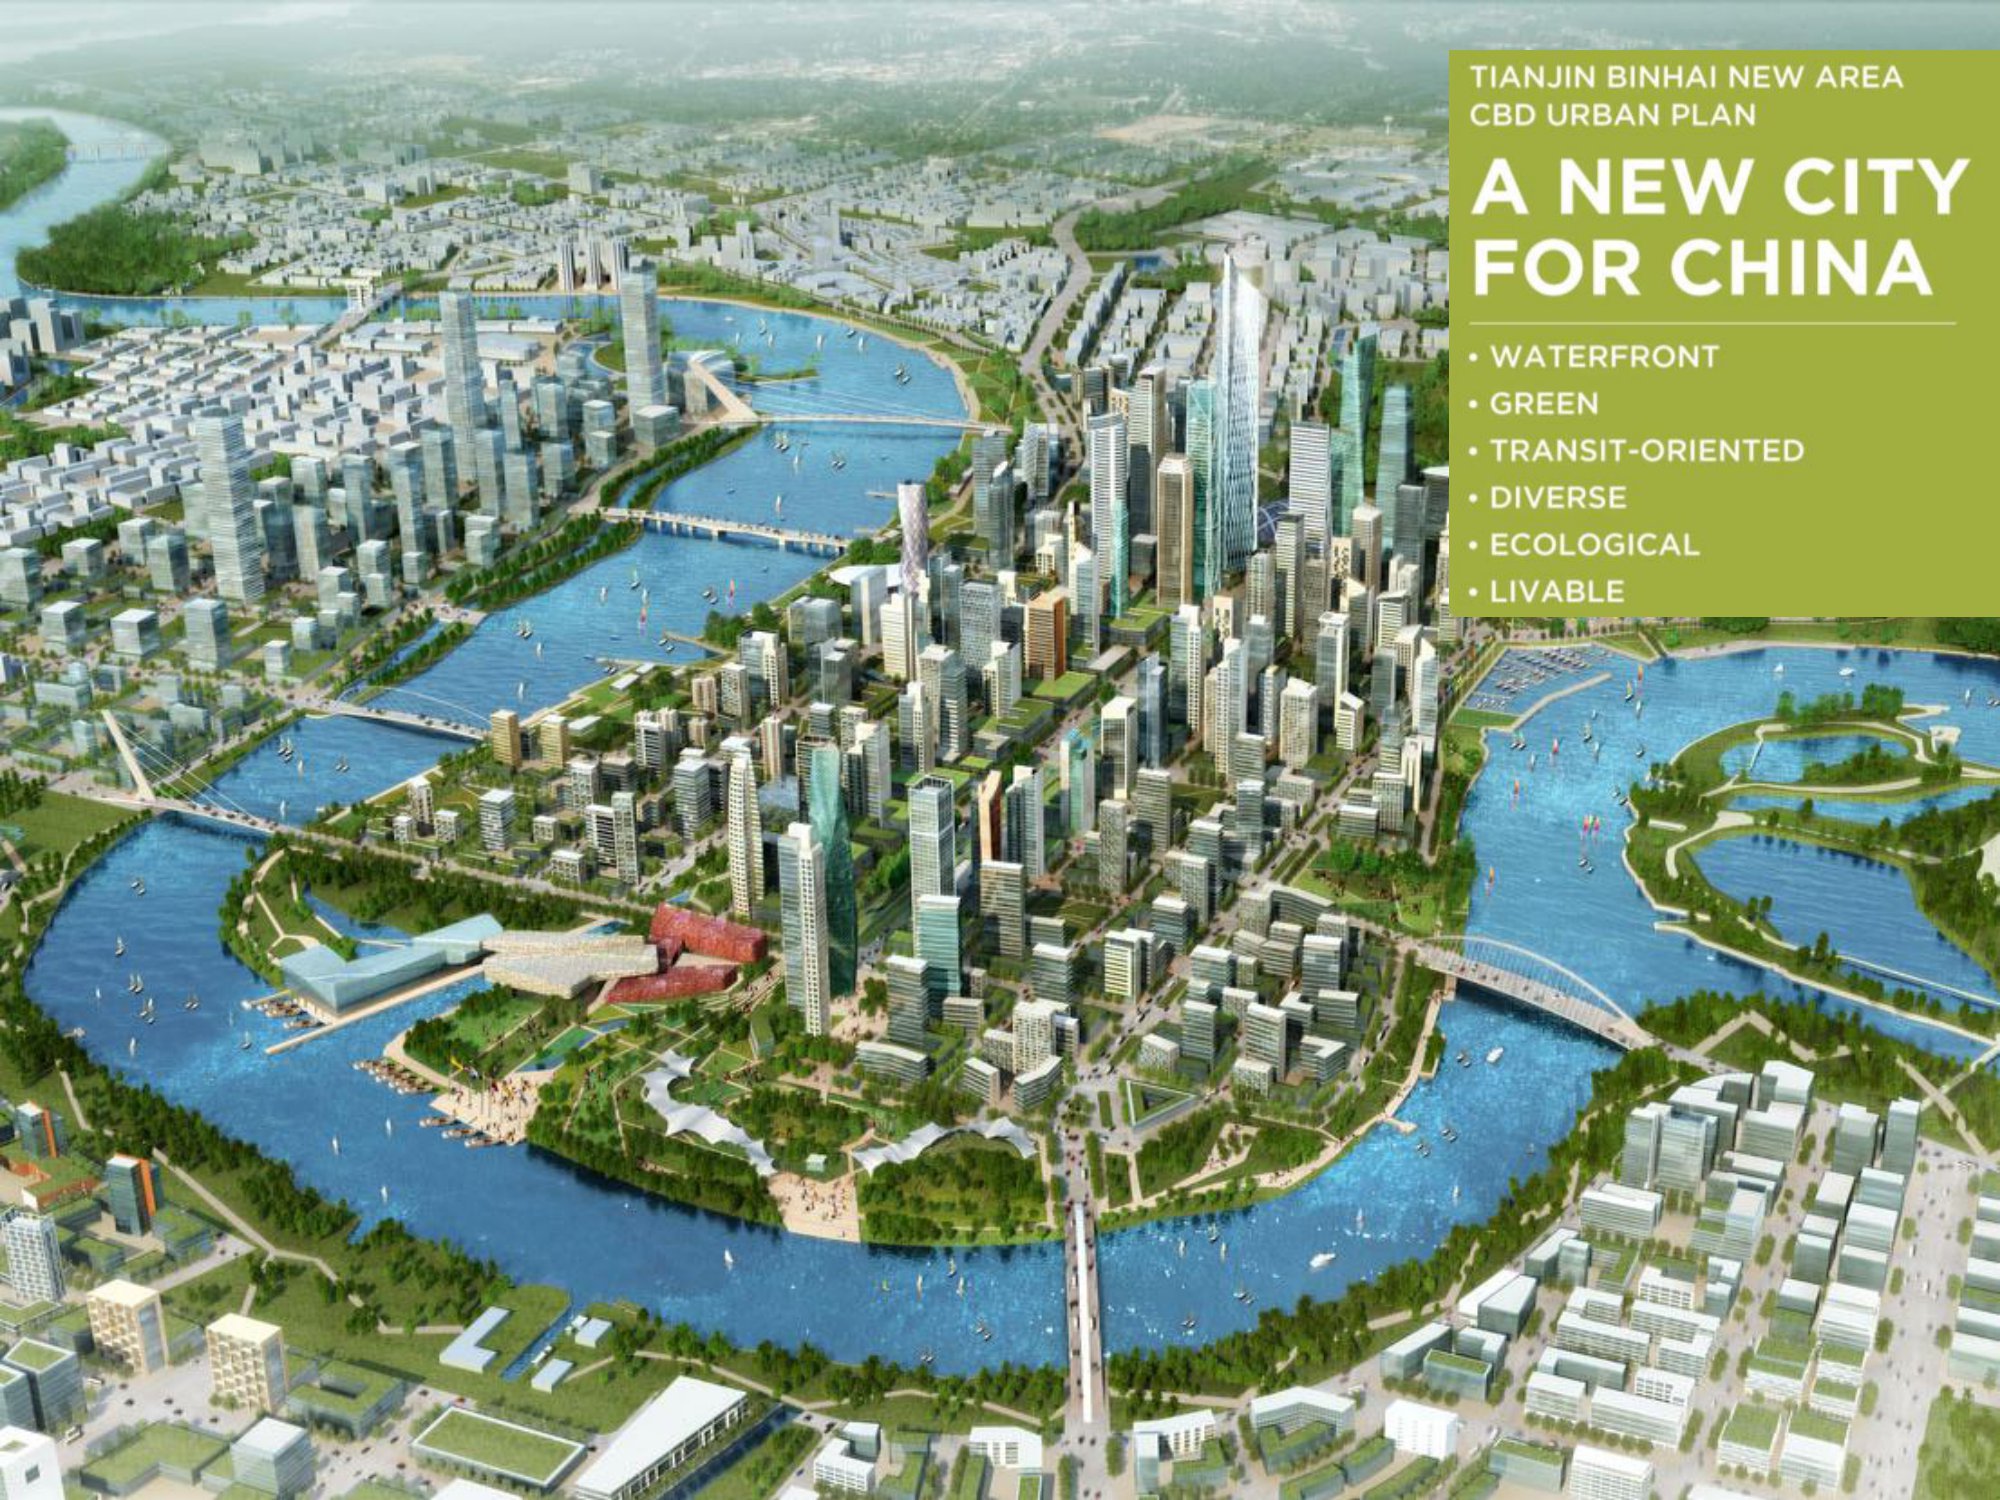 TIANJIN BINHAI NEW AREA
CBD URBAN PLAN
A NEW CITY
FOR CHINA
• WATERFRONT
• GREEN
• TRANSIT-ORIENTED
• DIVERSE
• ECOLOGICAL
• LIVABLE